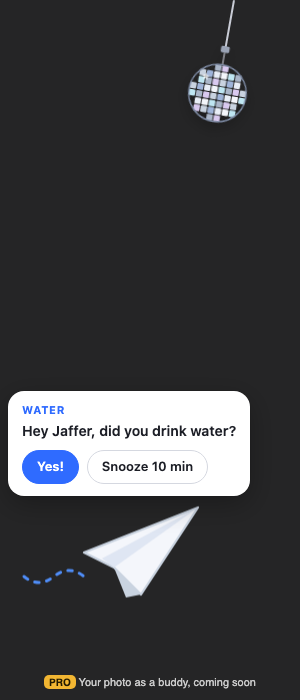 WATER
Hey Jaffer, did you drink water?
Yes! Snooze 10 min
PRO Your photo as a buddy, coming soon